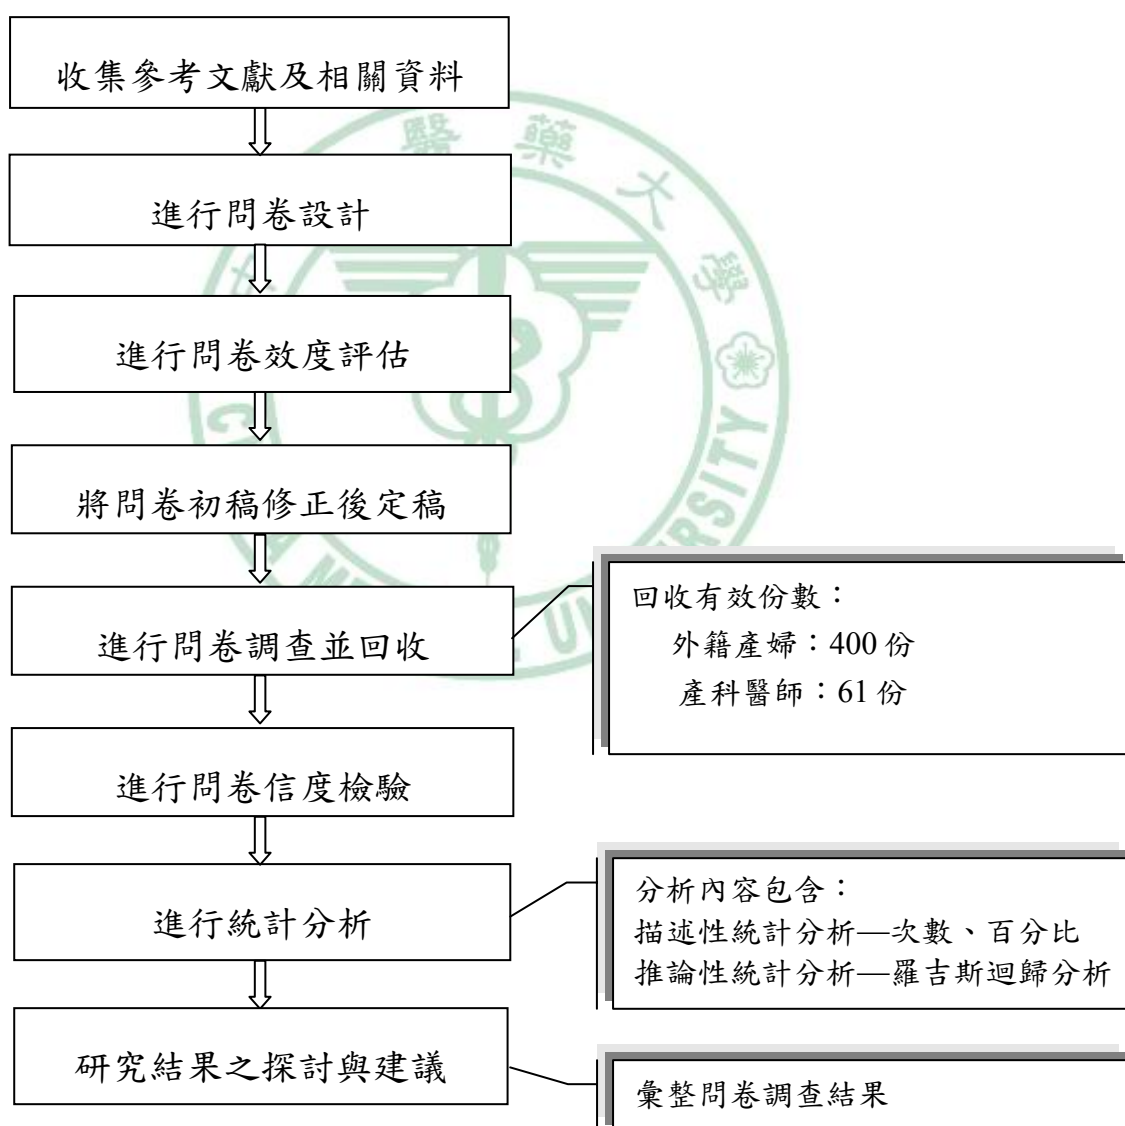 收集參考文獻及相關資料
進行問卷設計
進行問卷效度評估
將問卷初稿修正後定稿
進行問卷調查並回收
回收有效份數：
外籍產婦：400 份
產科醫師：61 份
進行問卷信度檢驗
進行統計分析
分析內容包含：
描述性統計分析—次數、百分比
推論性統計分析—羅吉斯迴歸分析
研究結果之探討與建議
彙整問卷調查結果
醫藥大學